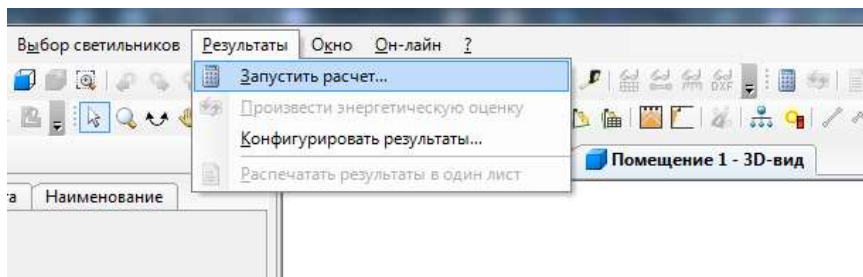 Выбор светильников Результаты Окно Он-лайн ?
Запустить расчет...
Произвести энергетическую оценку
Конфигурировать результаты...
Распечатать результаты в один лист
DXF
Помещение 1 - 3D-вид
Наименование